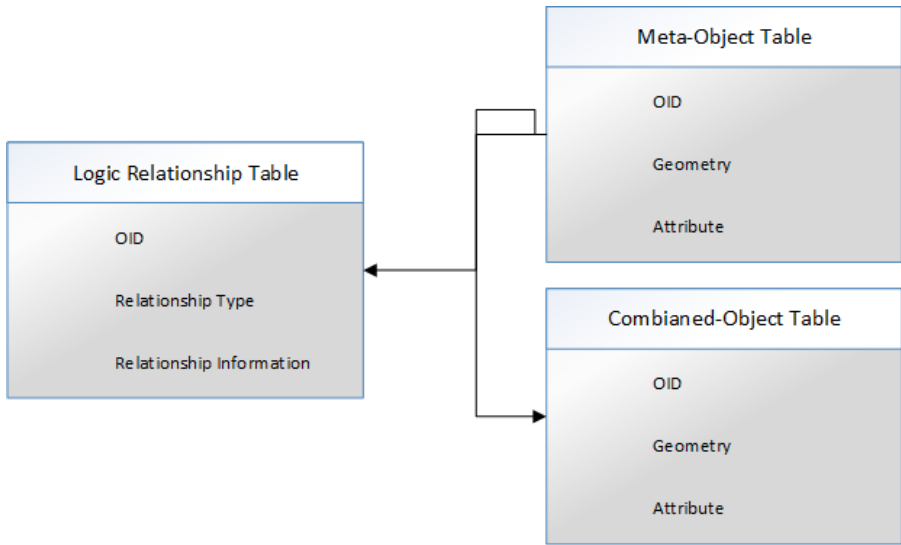 Logic Relationship Table
OID
Relationship Type
Relationship Information
Meta-Object Table
OID
Geometry
Attribute
Combianed-Object Table
OID
Geometry
Attribute